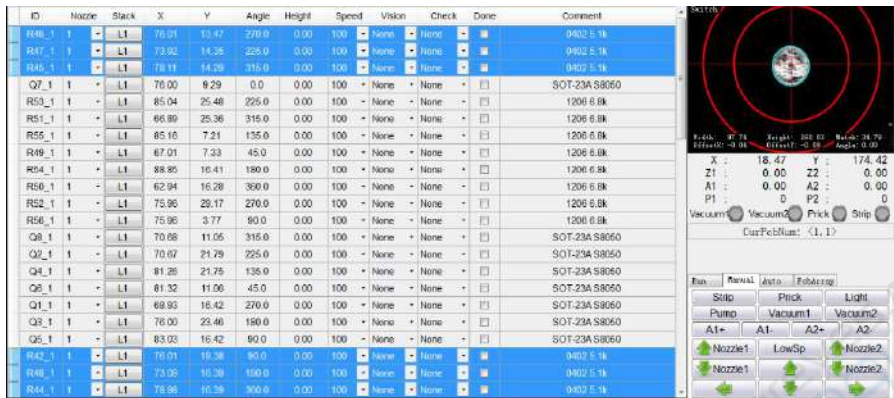 Switch
ID Nozzle Stack X Y Angle Height Speed Vision Check Done Comment
R46_1 1 L1 76.01 13.47 270.0 0.00 100 None None 0402 5.1k
R47_1 1 L1 73.92 14.35 225.0 0.00 100 None None 0402 5.1k
R45_1 1 L1 78.11 14.29 315.0 0.00 100 None None 0402 5.1k
Q7_1 1 L1 76.00 9.29 0.0 0.00 100 None None SOT-23A S8050
R53_1 1 L1 85.04 25.48 225.0 0.00 100 None None 1206 6.8k
R51_1 1 L1 66.89 25.36 315.0 0.00 100 None None 1206 6.8k
R55_1 1 L1 85.16 7.21 135.0 0.00 100 None None 1206 6.8k
R49_1 1 L1 67.01 7.33 45.0 0.00 100 None None 1206 6.8k
R54_1 1 L1 88.85 16.41 180.0 0.00 100 None None 1206 6.8k
R50_1 1 L1 62.94 16.28 360.0 0.00 100 None None 1206 6.8k
R52_1 1 L1 75.96 29.17 270.0 0.00 100 None None 1206 6.8k
R56_1 1 L1 75.96 3.77 90.0 0.00 100 None None 1206 6.8k
Q8_1 1 L1 70.68 11.05 315.0 0.00 100 None None SOT-23A S8050
Q2_1 1 L1 70.67 21.79 225.0 0.00 100 None None SOT-23A S8050
Q4_1 1 L1 81.26 21.75 135.0 0.00 100 None None SOT-23A S8050
Q6_1 1 L1 81.32 11.06 45.0 0.00 100 None None SOT-23A S8050
Q1_1 1 L1 68.93 16.42 270.0 0.00 100 None None SOT-23A S8050
Q3_1 1 L1 76.00 23.46 180.0 0.00 100 None None SOT-23A S8050
Q5_1 1 L1 83.03 16.42 90.0 0.00 100 None None SOT-23A S8050
R42_1 1 L1 76.01 19.38 90.0 0.00 100 None None 0402 5.1k
R48_1 1 L1 73.09 16.39 180.0 0.00 100 None None 0402 5.1k
R44_1 1 L1 16.39 0.00 100 None None 0402 5.1k
Width: 97.74 Height: Match:
OffsetX: -0.04 OffsetY: Angle: 0.00
X : 18.47 Y : 174.42
Z1 : 0.00 Z2 : 0.00
A1 : 0.00 A2 : 0.00
P1 : 0 P2 : 0
Vacuum1 Vacuum2 Prick Strip
CurPcbNum: <1,1>
Run Manual Auto PcbArray
Strip Prick Light
Pump Vacuum1 Vacuum2
A1+ A1- A2+ A2-
Nozzle1 LowSp Nozzle2
Nozzle1 Nozzle2